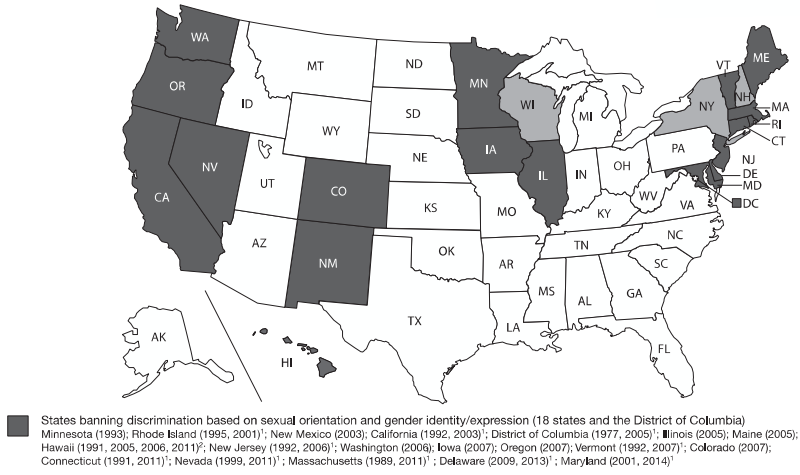 WA
OR
CA
NV
ID
MT
WY
UT
AZ
CO
NM
ND
SD
NE
KS
OK
TX
MN
IA
MO
AR
LA
WI
IL
MI
IN
OH
KY
TN
MS
AL
GA
FL
SC
NC
VA
WV
PA
NY
VT
NH
ME
MA
RI
CT
NJ
DE
MD
DC
AK
HI
States banning discrimination based on sexual orientation and gender identity/expression (18 states and the District of Columbia)
Minnesota (1993); Rhode Island (1995, 2001)¹; New Mexico (2003); California (1992, 2003)¹; District of Columbia (1977, 2005)¹; Illinois (2005); Maine (2005);
Hawaii (1991, 2005, 2006, 2011)²; New Jersey (1992, 2006)¹; Washington (2006); Iowa (2007); Oregon (2007); Vermont (1992, 2007)¹; Colorado (2007);
Connecticut (1991, 2011)¹; Nevada (1999, 2011)¹; Massachusetts (1989, 2011)¹ ; Delaware (2009, 2013)¹ ; Maryland (2001, 2014)¹